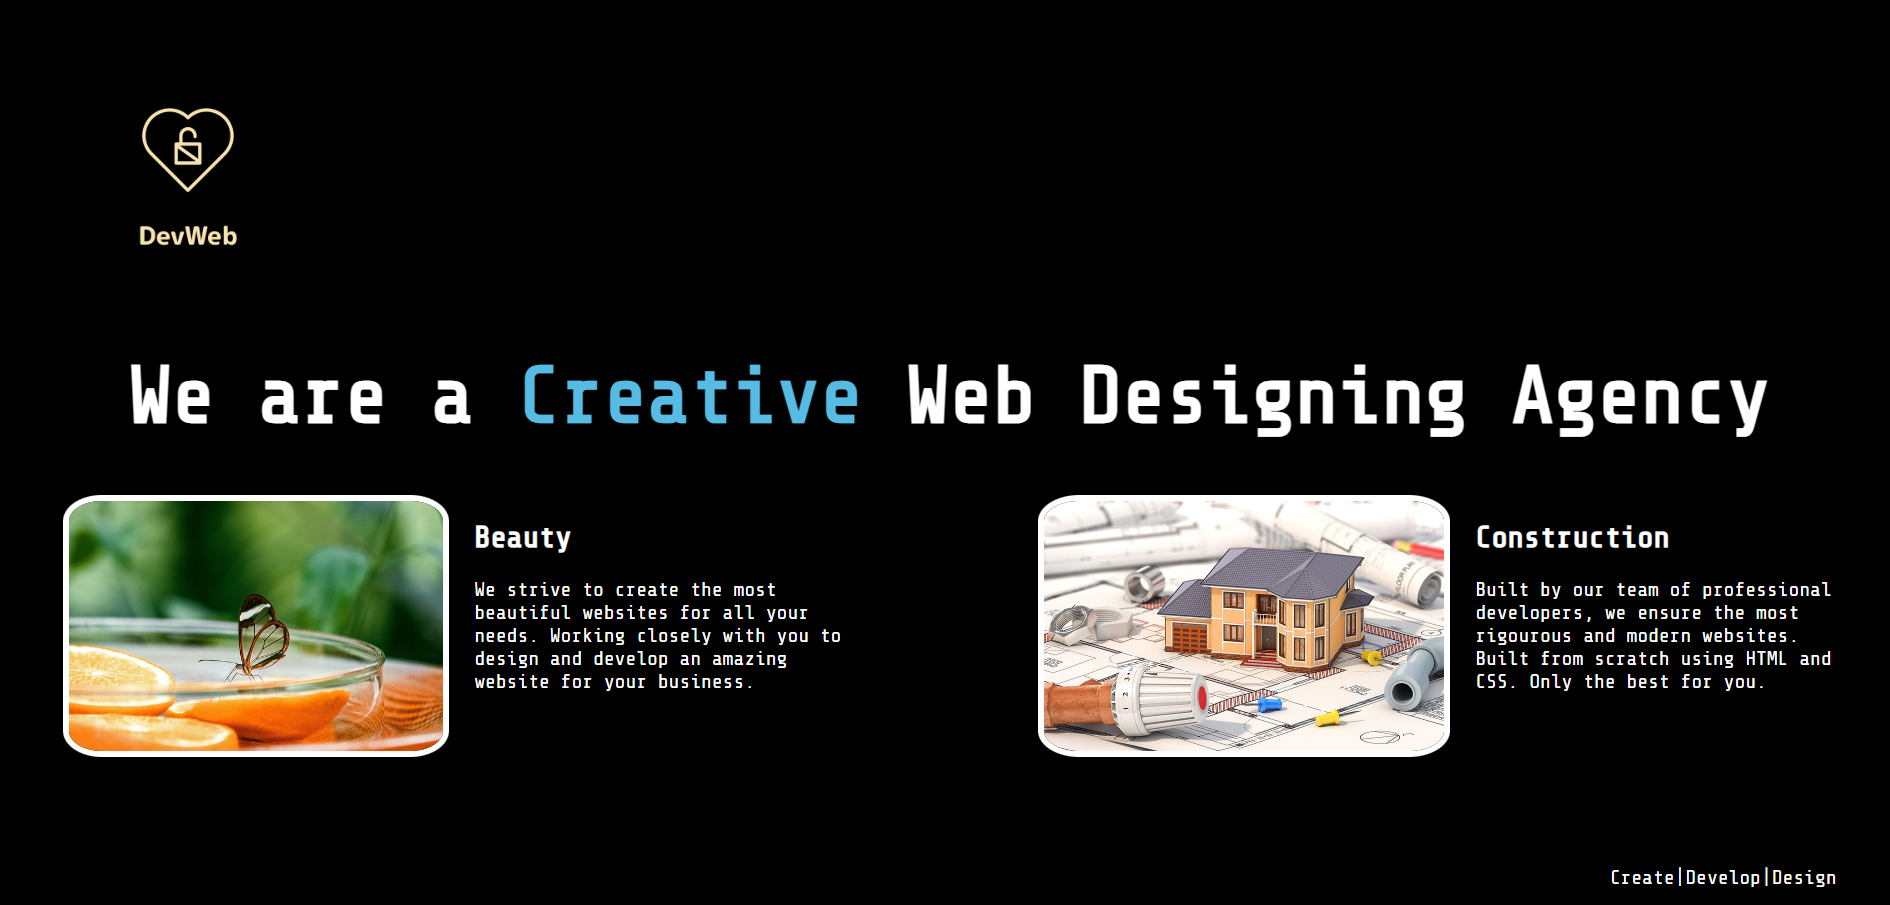 DevWeb
We are a Creative Web Designing Agency
Beauty
We strive to create the most
beautiful websites for all your
needs. Working closely with you to
design and develop an amazing
website for your business.
Construction
Built by our team of professional
developers, we ensure the most
rigourous and modern websites.
Built from scratch using HTML and
CSS. Only the best for you.
Create|Develop|Design